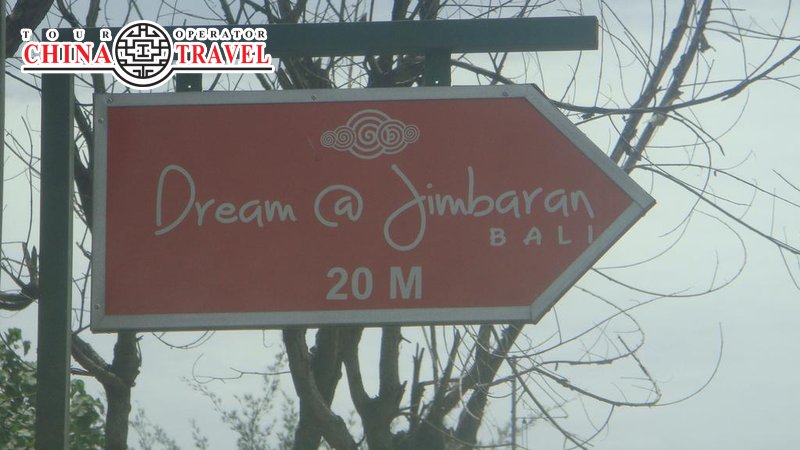 TOUR OPERATOR
CHINA TRAVEL
Dream @ Jimbaran
BALI
20 M